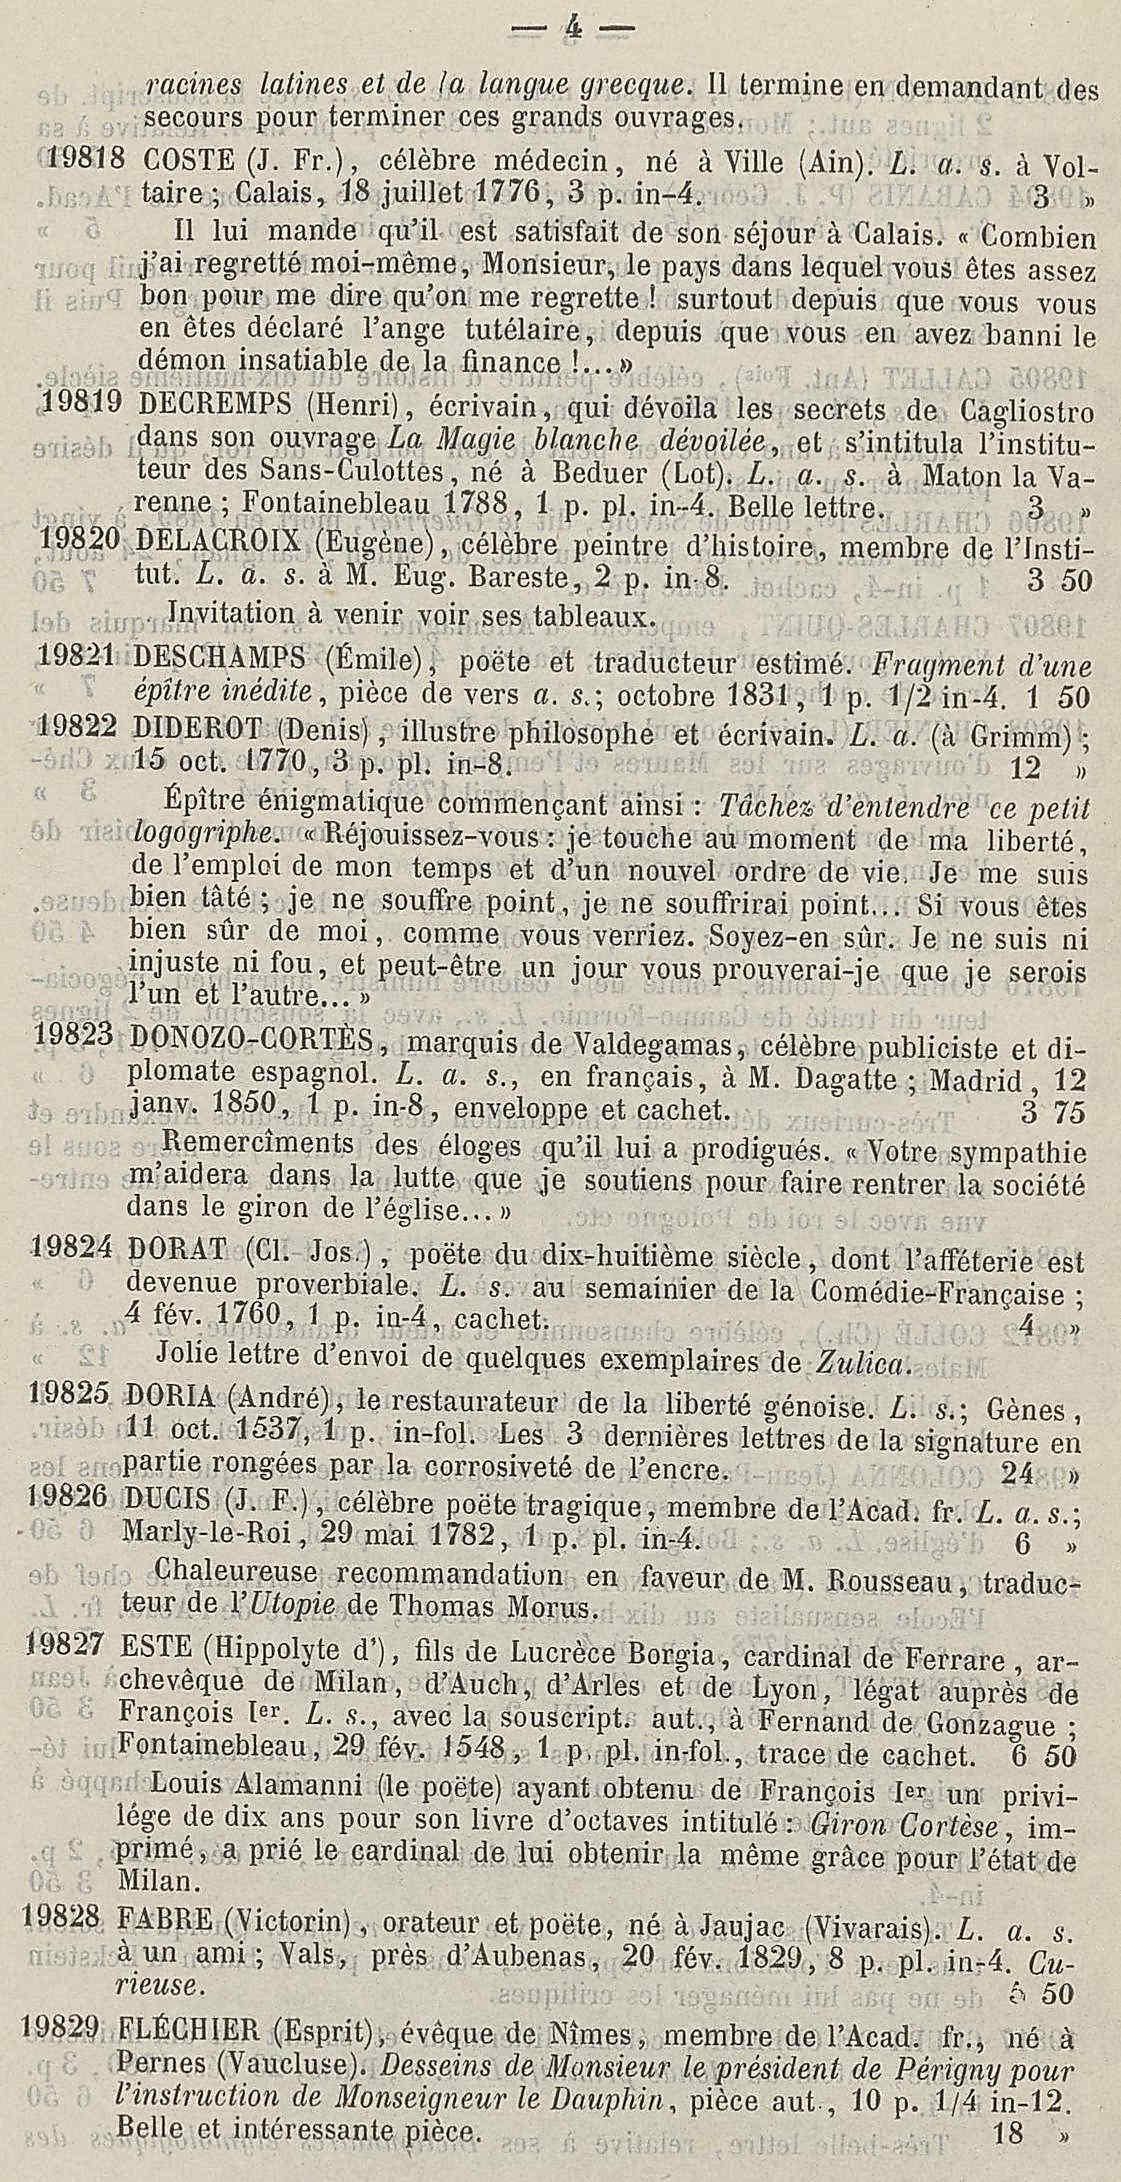 — 4 —
racines latines et de la langue grecque. Il termine en demandant des
secours pour terminer ces grands ouvrages.
19818 COSTE (J. Fr.), célèbre médecin, né à Ville (Ain). L. a. s. à Vol-
taire; Calais, 18 juillet 1776, 3 p. in-4. 3 »
Il lui mande qu'il est satisfait de son séjour à Calais. « Combien
j'ai regretté moi-même, Monsieur, le pays dans lequel vous êtes assez
bon pour me dire qu'on me regrette ! surtout depuis que vous vous
en êtes déclaré l'ange tutélaire, depuis que vous en avez banni le
démon insatiable de la finance !...»
19819 DECREMPS (Henri), écrivain, qui dévoila les secrets de Cagliostro
dans son ouvrage La Magie blanche dévoilée, et s'intitula l'institu-
teur des Sans-Culottes, né à Beduer (Lot). L. a. s. à Maton la Va-
renne; Fontainebleau 1788, 1 p. pl. in-4. Belle lettre. 3 »
19820 DELACROIX (Eugène), célèbre peintre d'histoire, membre de l'Insti-
tut. L. a. s. à M. Eug. Bareste, 2 p. in-8. 3 50
Invitation à venir voir ses tableaux.
19821 DESCHAMPS (Émile), poëte et traducteur estimé. Fragment d'une
épître inédite, pièce de vers a. s.; octobre 1831, 1 p. 1/2 in-4. 1 50
19822 DIDEROT (Denis), illustre philosophe et écrivain. L. a. (à Grimm);
15 oct. 1770, 3 p. pl. in-8. 12 »
Épître énigmatique commençant ainsi : Tâchez d'entendre ce petit
logogriphe. « Réjouissez-vous : je touche au moment de ma liberté,
de l'emploi de mon temps et d'un nouvel ordre de vie. Je me suis
bien tâté; je ne souffre point, je ne souffrirai point... Si vous êtes
bien sûr de moi, comme vous verriez. Soyez-en sûr. Je ne suis ni
injuste ni fou, et peut-être un jour vous prouverai-je que je serois
l'un et l'autre... »
19823 DONOZO-CORTÈS, marquis de Valdegamas, célèbre publiciste et di-
plomate espagnol. L. a. s., en français, à M. Dagatte; Madrid, 12
janv. 1850, 1 p. in-8, enveloppe et cachet. 3 75
Remercîments des éloges qu'il lui a prodigués. « Votre sympathie
m'aidera dans la lutte que je soutiens pour faire rentrer la société
dans le giron de l'église... »
19824 DORAT (Cl. Jos.), poëte du dix-huitième siècle, dont l'afféterie est
devenue proverbiale. L. s. au semainier de la Comédie-Française;
4 fév. 1760, 1 p. in-4, cachet. 4 »
Jolie lettre d'envoi de quelques exemplaires de Zulica.
19825 DORIA (André), le restaurateur de la liberté génoise. L. s.; Gènes,
11 oct. 1537, 1 p. in-fol. Les 3 dernières lettres de la signature en
partie rongées par la corrosiveté de l'encre. 24 »
19826 DUCIS (J. F.), célèbre poëte tragique, membre de l'Acad. fr. L. a. s.;
Marly-le-Roi, 29 mai 1782, 1 p. pl. in-4. 6 »
Chaleureuse recommandation en faveur de M. Rousseau, traduc-
teur de l'Utopie de Thomas Morus.
19827 ESTE (Hippolyte d'), fils de Lucrèce Borgia, cardinal de Ferrare, ar-
chevêque de Milan, d'Auch, d'Arles et de Lyon, légat auprès de
François Ier. L. s., avec la souscript. aut., à Fernand de Gonzague;
Fontainebleau, 29 fév. 1548, 1 p. pl. in-fol., trace de cachet. 6 50
Louis Alamanni (le poëte) ayant obtenu de François Ier un privi-
lége de dix ans pour son livre d'octaves intitulé : Giron Cortèse, im-
primé, a prié le cardinal de lui obtenir la même grâce pour l'état de
Milan.
19828 FABRE (Victorin), orateur et poëte, né à Jaujac (Vivarais). L. a. s.
à un ami; Vals, près d'Aubenas, 20 fév. 1829, 8 p. pl. in-4. Cu-
rieuse. 50
19829 FLÉCHIER (Esprit), évêque de Nîmes, membre de l'Acad. fr., né à
Pernes (Vaucluse). Desseins de Monsieur le président de Périgny pour
l'instruction de Monseigneur le Dauphin, pièce aut., 10 p. 1/4 in-12.
Belle et intéressante pièce. 18 »